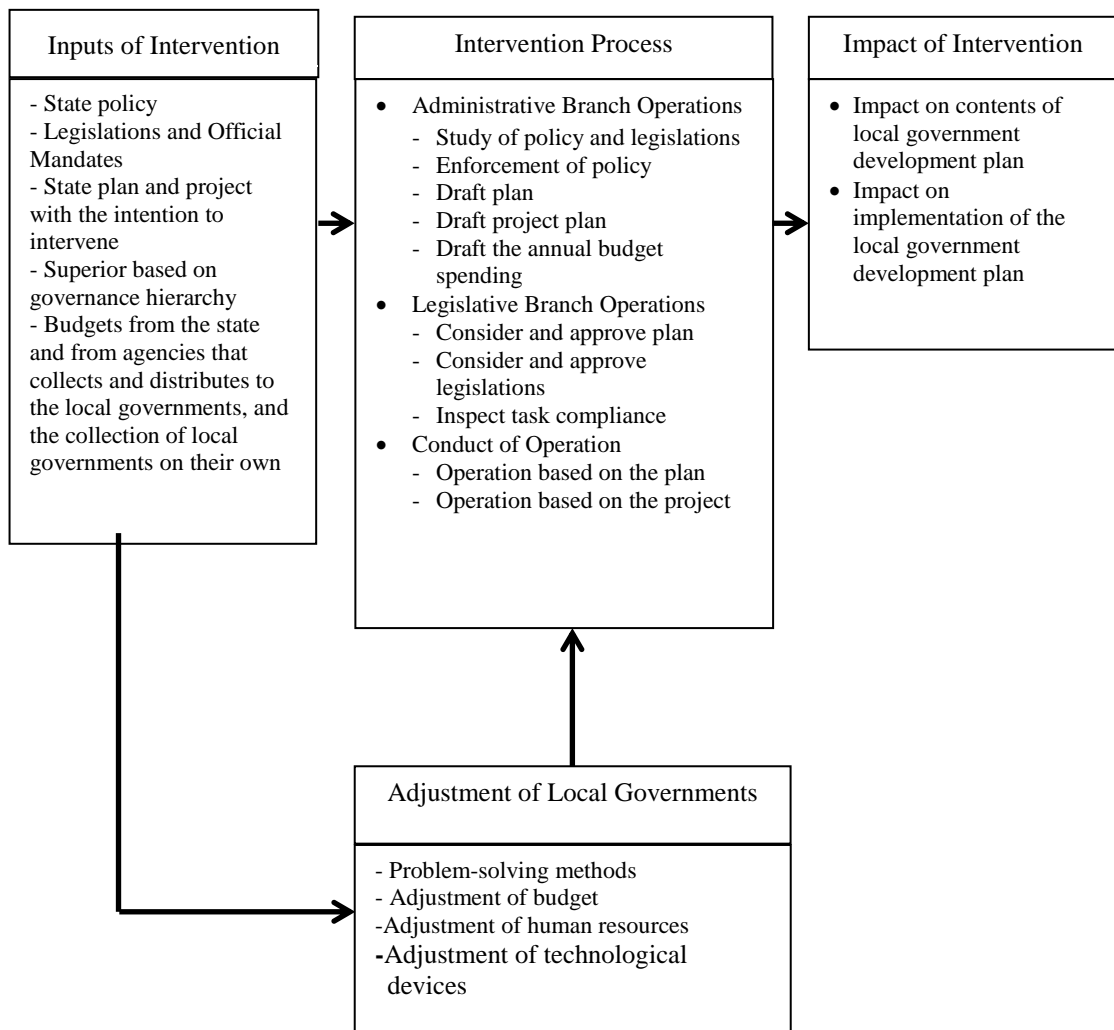 Inputs of Intervention
- State policy
- Legislations and Official
Mandates
- State plan and project
with the intention to
intervene
- Superior based on
governance hierarchy
- Budgets from the state
and from agencies that
collects and distributes to
the local governments, and
the collection of local
governments on their own
Intervention Process
• Administrative Branch Operations
- Study of policy and legislations
- Enforcement of policy
- Draft plan
- Draft project plan
- Draft the annual budget
spending
• Legislative Branch Operations
- Consider and approve plan
- Consider and approve
legislations
- Inspect task compliance
• Conduct of Operation
- Operation based on the plan
- Operation based on the project
Impact of Intervention
• Impact on contents of
local government
development plan
• Impact on
implementation of the
local government
development plan
Adjustment of Local Governments
- Problem-solving methods
- Adjustment of budget
-Adjustment of human resources
-Adjustment of technological
devices